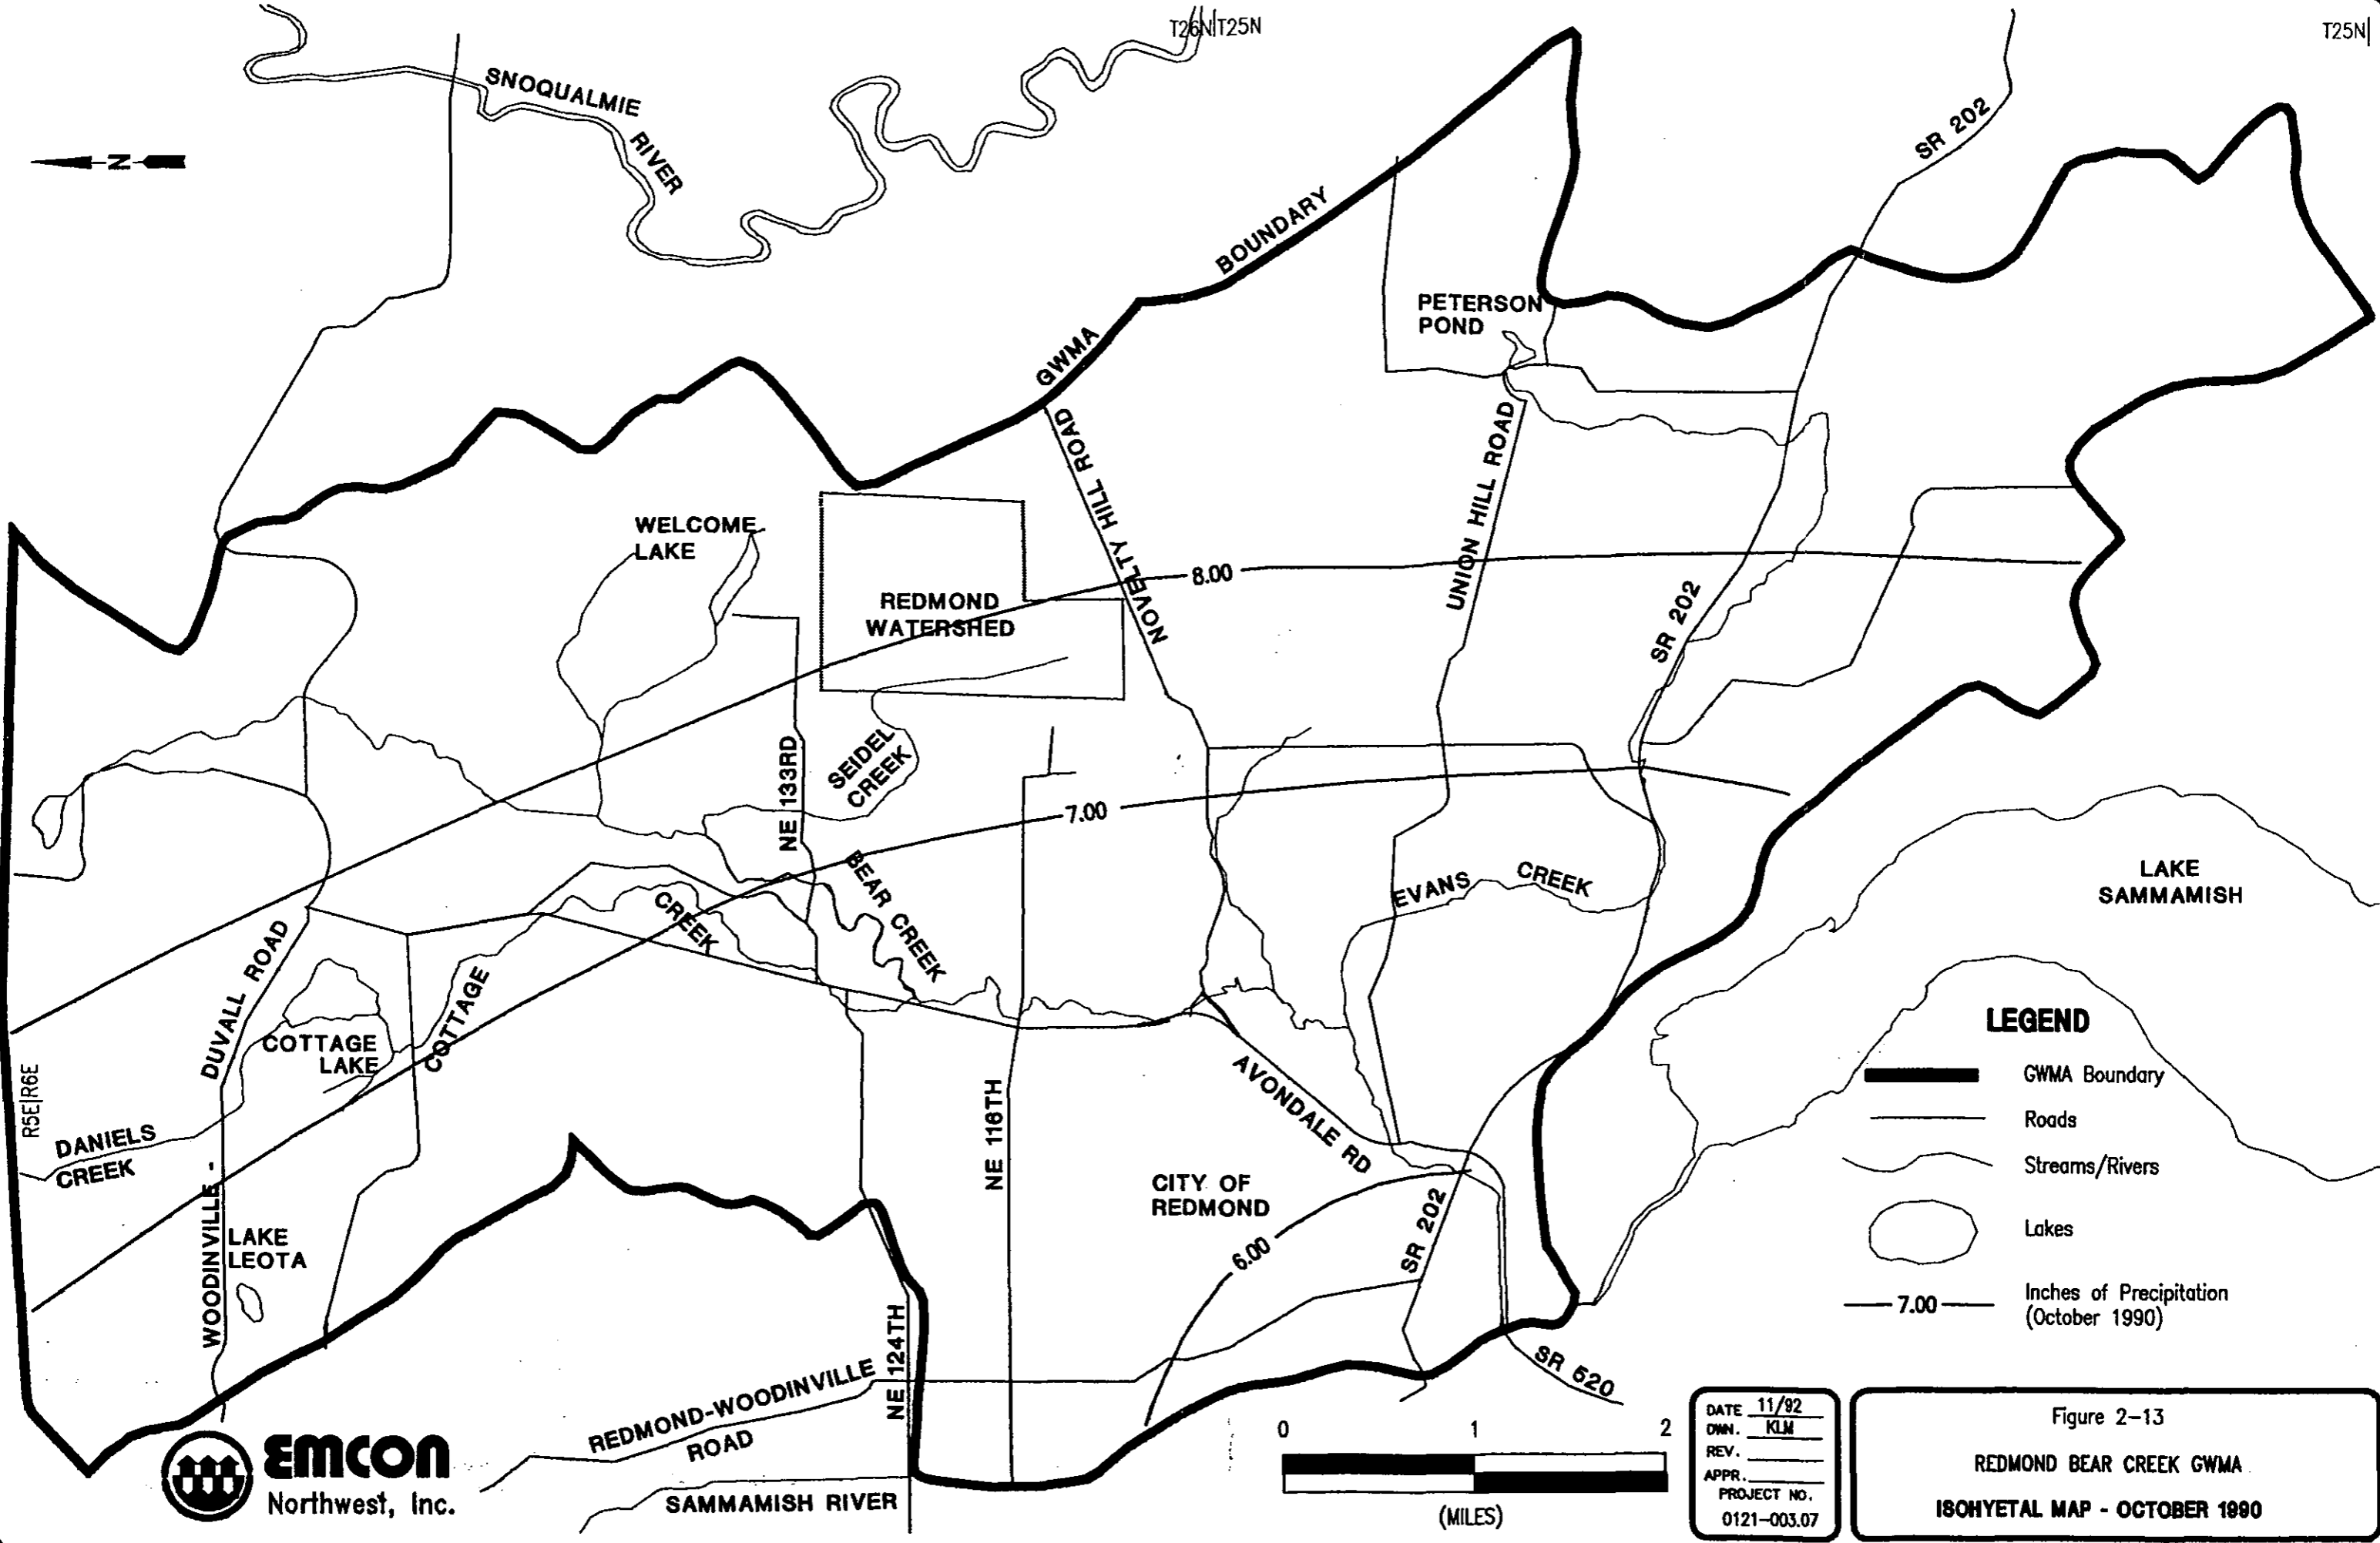 T26N|T25N
T25N|
SNOQUALMIE
RIVER
SR 202
N
BOUNDARY
PETERSON
POND
GWMA
NOVELTY HILL ROAD
UNION HILL ROAD
WELCOME
LAKE
REDMOND
WATERSHED
8.00
SR 202
NE 133RD
SEIDEL
CREEK
7.00
BEAR CREEK
EVANS CREEK
LAKE
SAMMAMISH
CREEK
COTTAGE
DUVALL ROAD
COTTAGE
LAKE
R5E|R6E
DANIELS
CREEK
WOODINVILLE -
LAKE
LEOTA
NE 116TH
AVONDALE RD
CITY OF
REDMOND
6.00
SR 202
NE 124TH
SR 520
REDMOND-WOODINVILLE
ROAD
SAMMAMISH RIVER
LEGEND
GWMA Boundary
Roads
Streams/Rivers
Lakes
7.00
Inches of Precipitation
(October 1990)
EMCON
Northwest, Inc.
0 1 2
(MILES)
DATE 11/92
DWN. KLM
REV.
APPR.
PROJECT NO.
0121-003.07
Figure 2-13
REDMOND BEAR CREEK GWMA
ISOHYETAL MAP - OCTOBER 1990